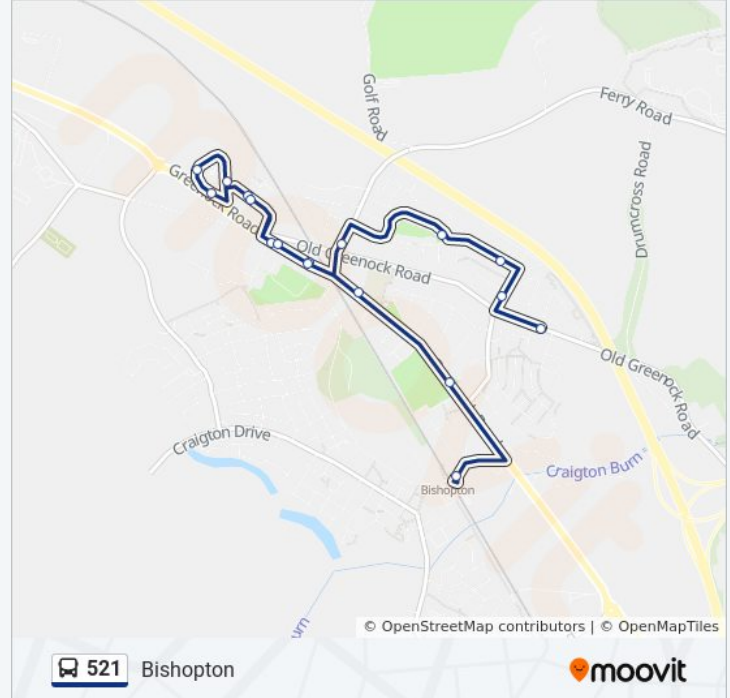 Golf Road
Ferry Road
Drumcross Road
Greenock Road
Old Greenock Road
Old Greenock Road
Craigton Drive
Craigton Burn
Bishopton
© OpenStreetMap contributors | © OpenMapTiles
521 Bishopton
moovit